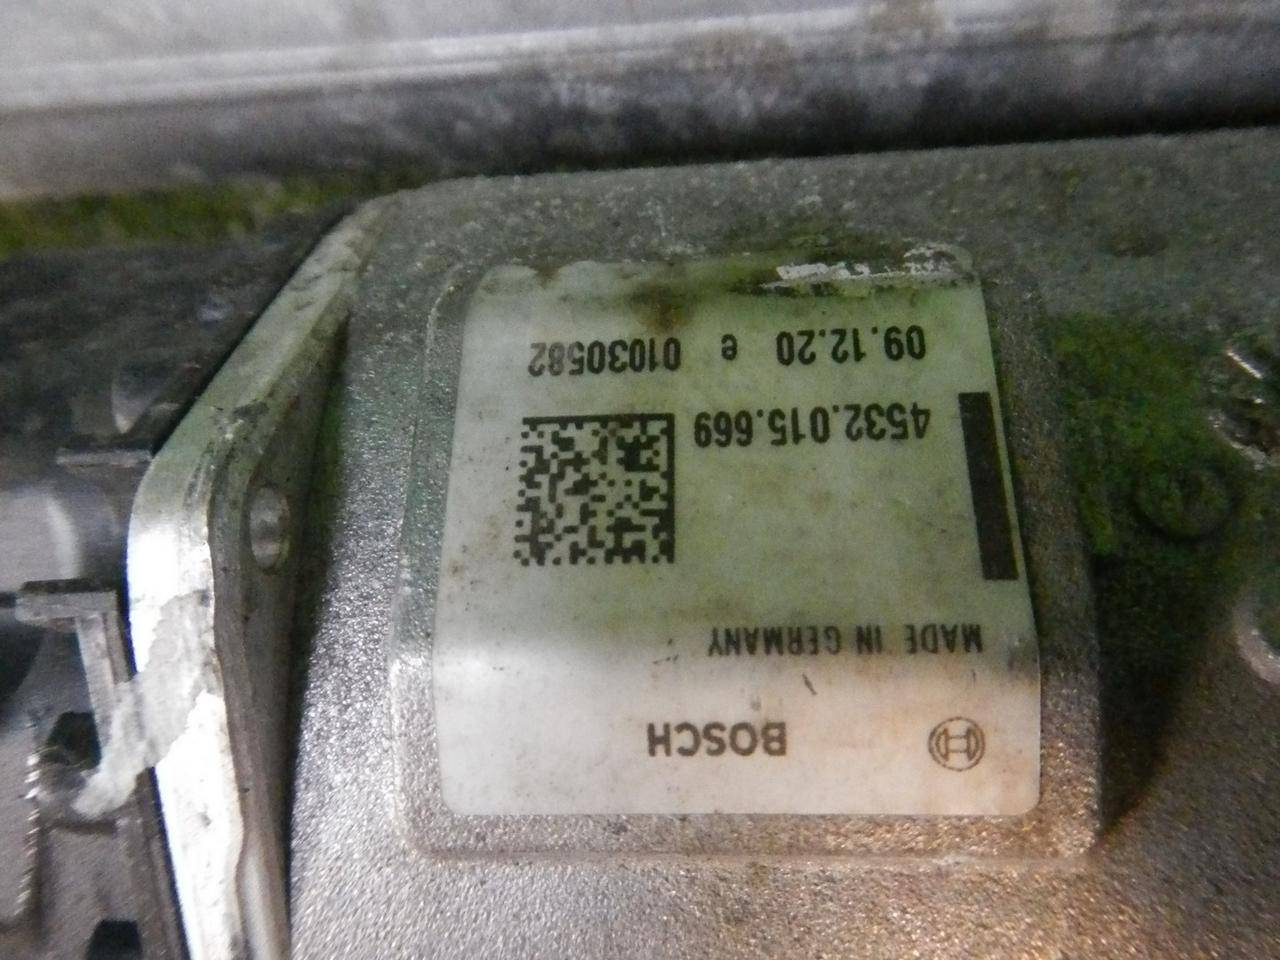 BOSCH
MADE IN GERMANY
4532.015.669
09.12.20 e 01030582